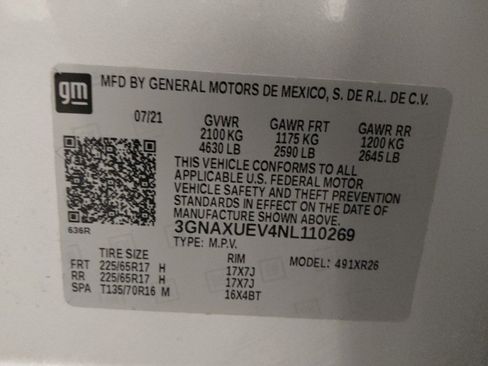 gm
MFD BY GENERAL MOTORS DE MEXICO, S. DE R.L. DE C.V.
07/21 GVWR GAWR FRT GAWR RR
2100 KG 1175 KG 1200 KG
4630 LB 2590 LB 2645 LB
THIS VEHICLE CONFORMS TO ALL
APPLICABLE U.S. FEDERAL MOTOR
VEHICLE SAFETY AND THEFT PREVENTION
STANDARDS IN EFFECT ON THE DATE OF
MANUFACTURE SHOWN ABOVE.
636R 3GNAXUEV4NL110269
TYPE: M.P.V.
TIRE SIZE RIM MODEL: 491XR26
FRT 225/65R17 H 17X7J
RR 225/65R17 H 17X7J
SPA T135/70R16 M 16X4BT